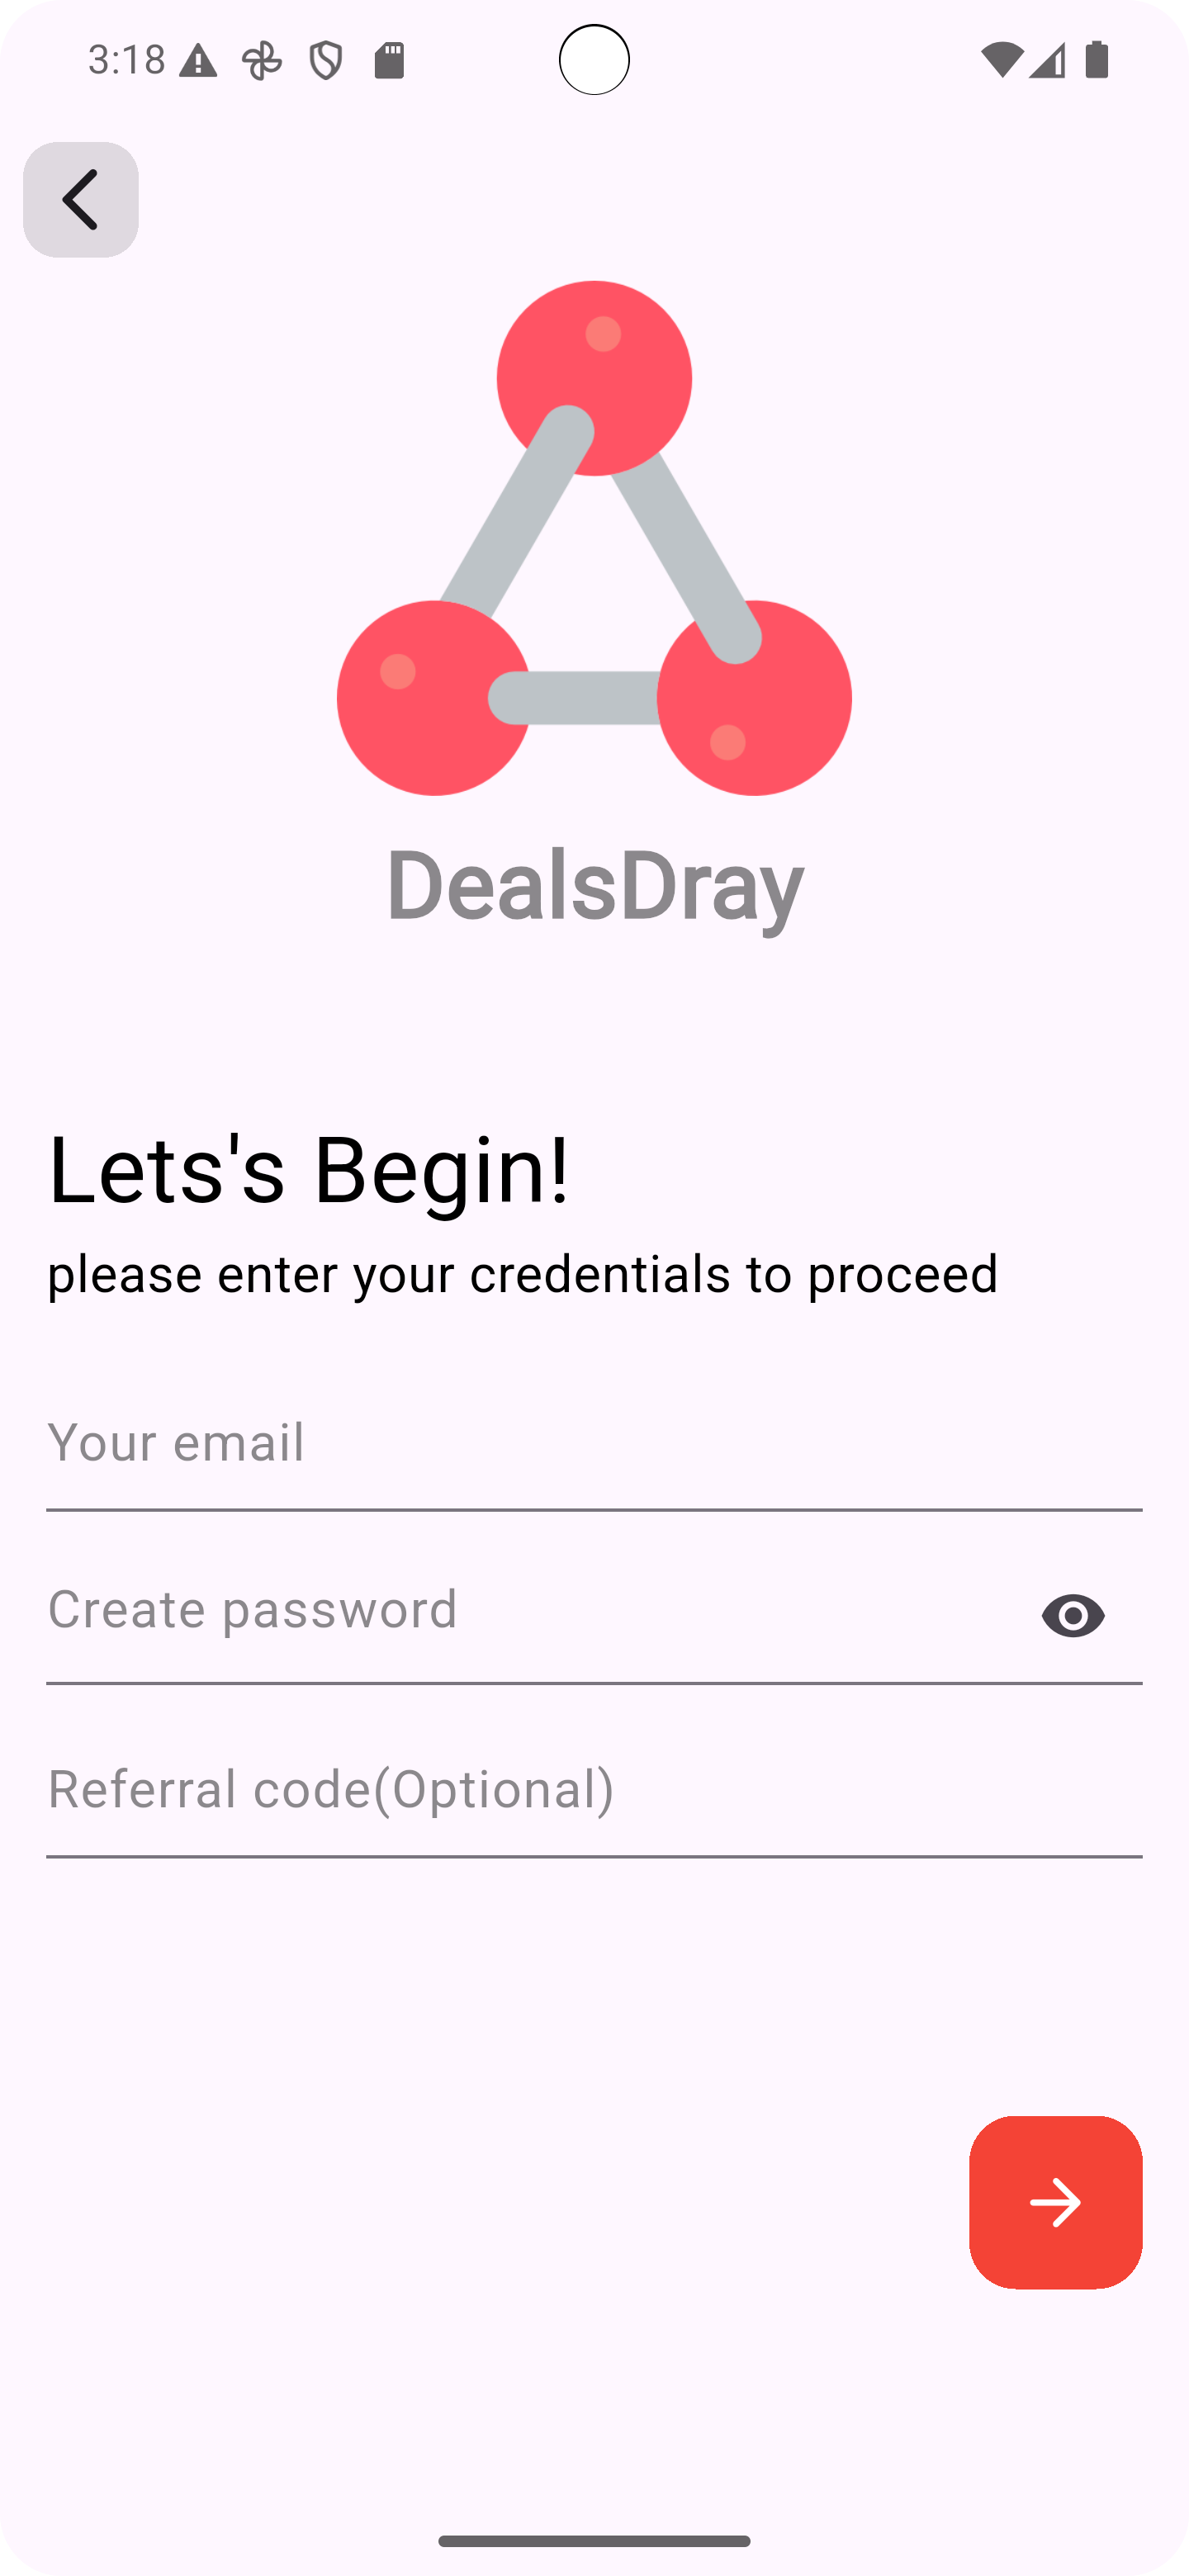 3:18
DealsDray
Lets's Begin!
please enter your credentials to proceed
Your email
Create password
Referral code(Optional)